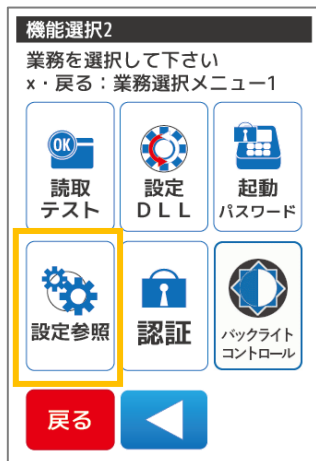 機能選択2
業務を選択して下さい
x・戻る：業務選択メニュー1
OK
読取
テスト
設定
DLL
起動
パスワード
設定参照
認証
バックライト
コントロール
戻る